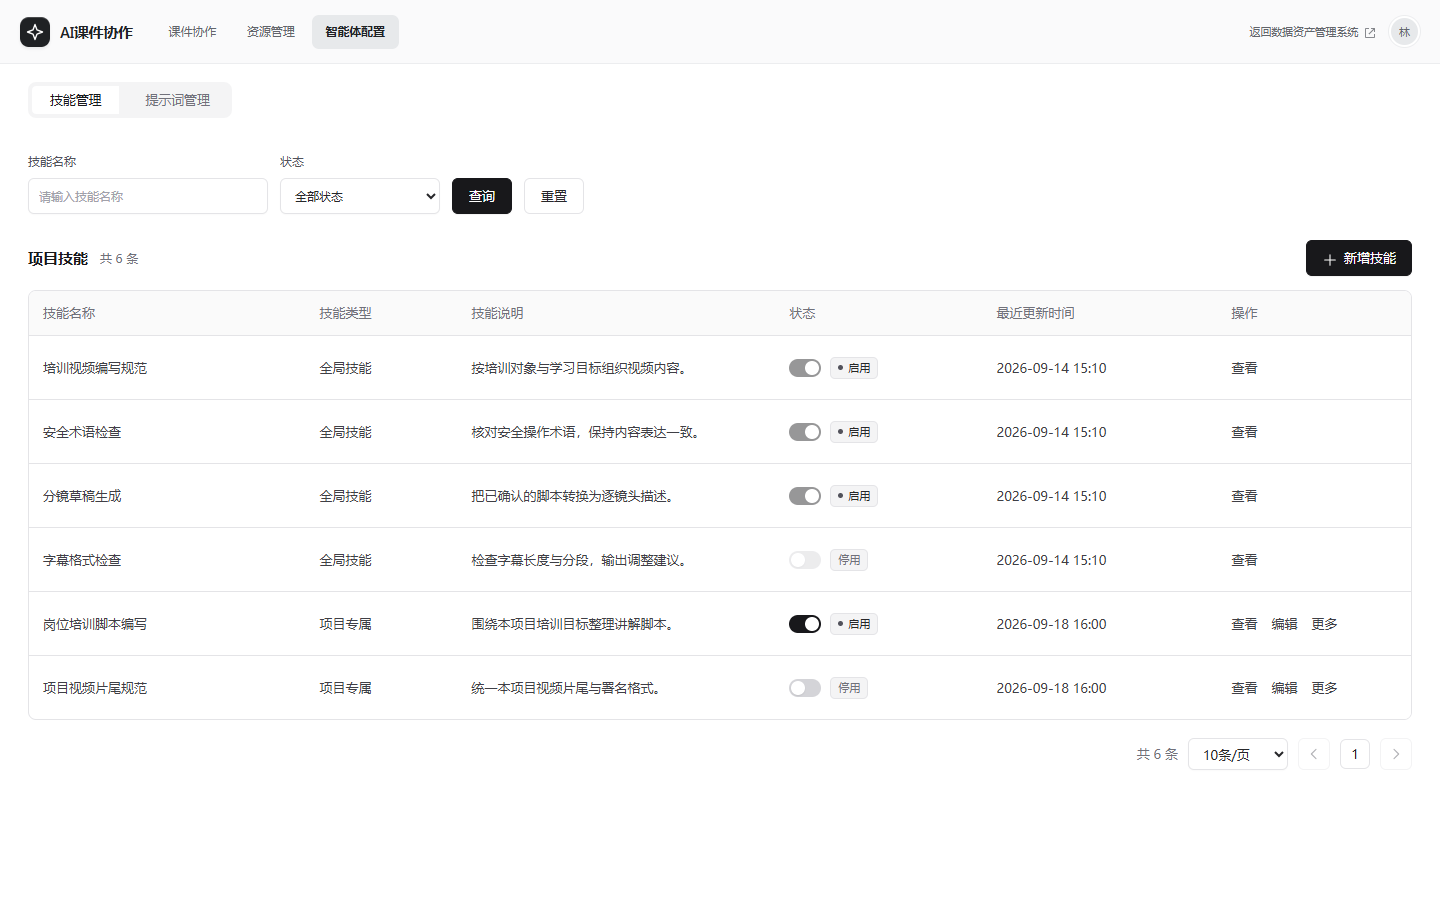 AI课件协作 课件协作 资源管理 智能体配置 返回数据资产管理系统 林
技能管理 提示词管理
技能名称 状态
请输入技能名称 全部状态 查询 重置
项目技能 共 6 条 新增技能
技能名称 技能类型 技能说明 状态 最近更新时间 操作
培训视频编写规范 全局技能 按培训对象与学习目标组织视频内容。 启用 2026-09-14 15:10 查看
安全术语检查 全局技能 核对安全操作术语，保持内容表达一致。 启用 2026-09-14 15:10 查看
分镜草稿生成 全局技能 把已确认的脚本转换为逐镜头描述。 启用 2026-09-14 15:10 查看
字幕格式检查 全局技能 检查字幕长度与分段，输出调整建议。 停用 2026-09-14 15:10 查看
岗位培训脚本编写 项目专属 围绕本项目培训目标整理讲解脚本。 启用 2026-09-18 16:00 查看 编辑 更多
项目视频片尾规范 项目专属 统一本项目视频片尾与署名格式。 停用 2026-09-18 16:00 查看 编辑 更多
共 6 条 10条/页 1